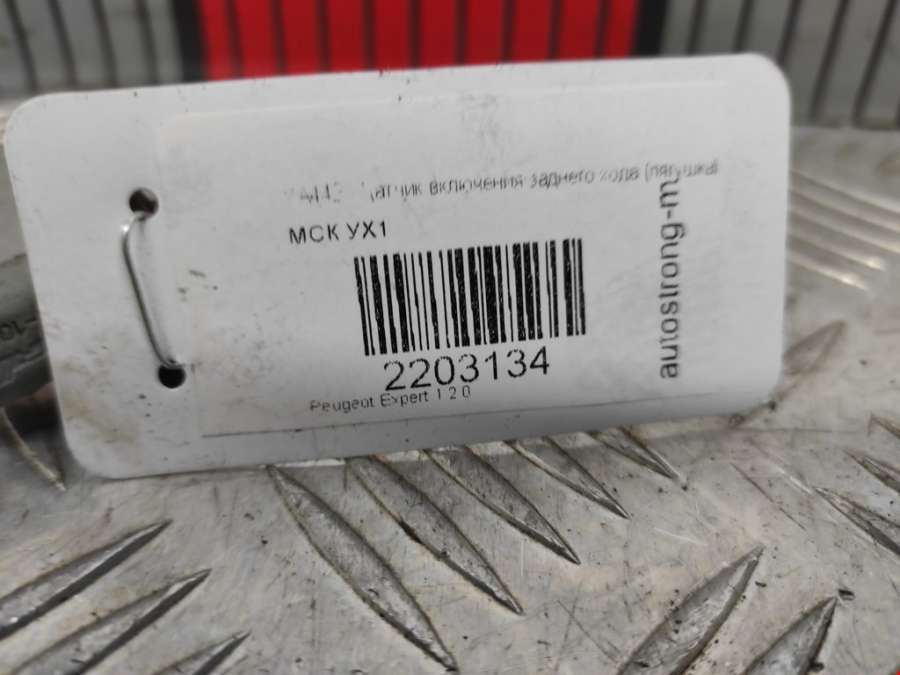 Датчик включения заднего хода (лягушка)
МСК УХ1
2203134
Peugeot Expert 1 2.0
autostrong-m